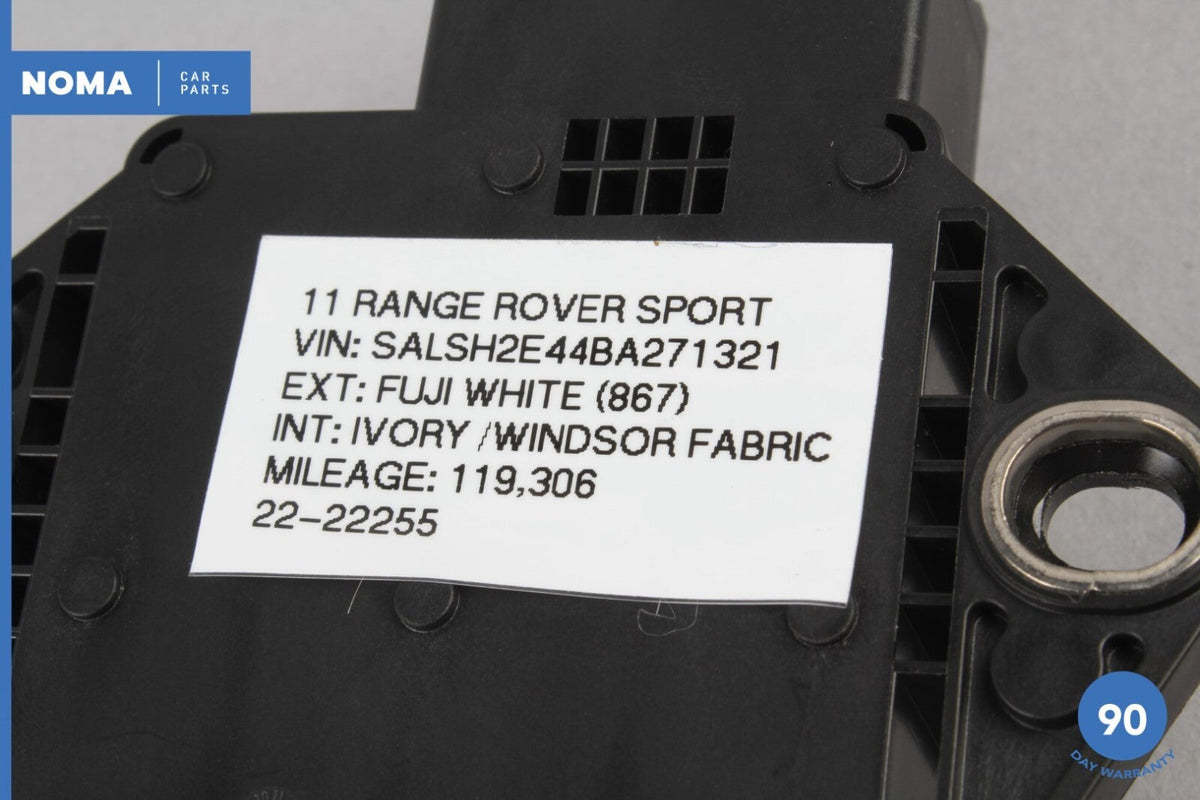 NOMA
CAR
PARTS
11 RANGE ROVER SPORT
VIN: SALSH2E44BA271321
EXT: FUJI WHITE (867)
INT: IVORY /WINDSOR FABRIC
MILEAGE: 119,306
22-22255
90
DAY WARRANTY